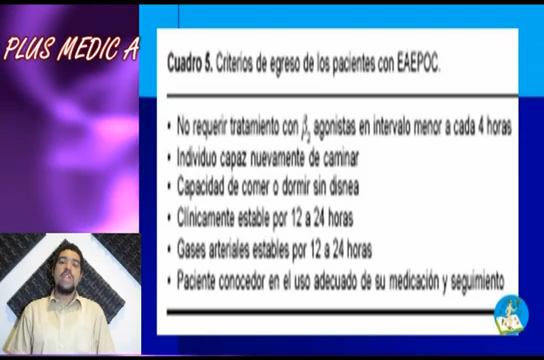 PLUS MEDIC A
Cuadro 5. Criterios de egreso de los pacientes con EAEPOC.
• No requerir tratamiento con β2 agonistas en intervalo menor a cada 4 horas
• Individuo capaz nuevamente de caminar
• Capacidad de comer o dormir sin disnea
• Clínicamente estable por 12 a 24 horas
• Gases arteriales estables por 12 a 24 horas
• Paciente conocedor en el uso adecuado de su medicación y seguimiento